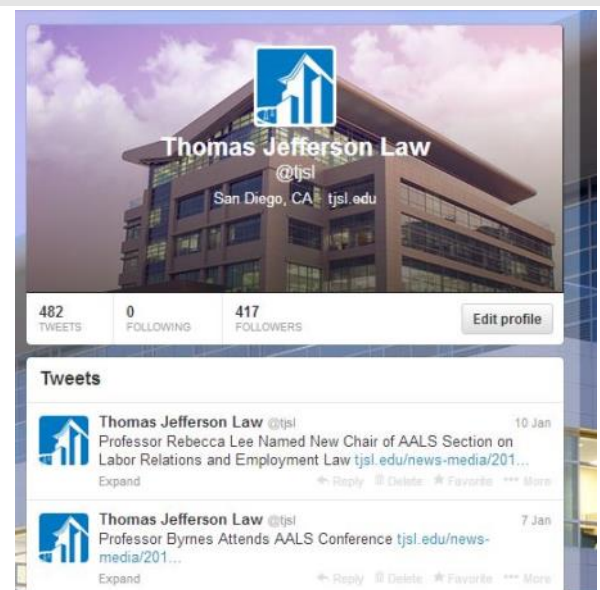 Thomas Jefferson Law
@tjsl
San Diego, CA · tjsl.edu
482
TWEETS
0
FOLLOWING
417
FOLLOWERS
Edit profile
Tweets
Thomas Jefferson Law @tjsl 10 Jan
Professor Rebecca Lee Named New Chair of AALS Section on
Labor Relations and Employment Law tjsl.edu/news-media/201...
Expand Reply Delete Favorite More
Thomas Jefferson Law @tjsl 7 Jan
Professor Byrnes Attends AALS Conference tjsl.edu/news-
media/201...
Expand Reply Delete Favorite More